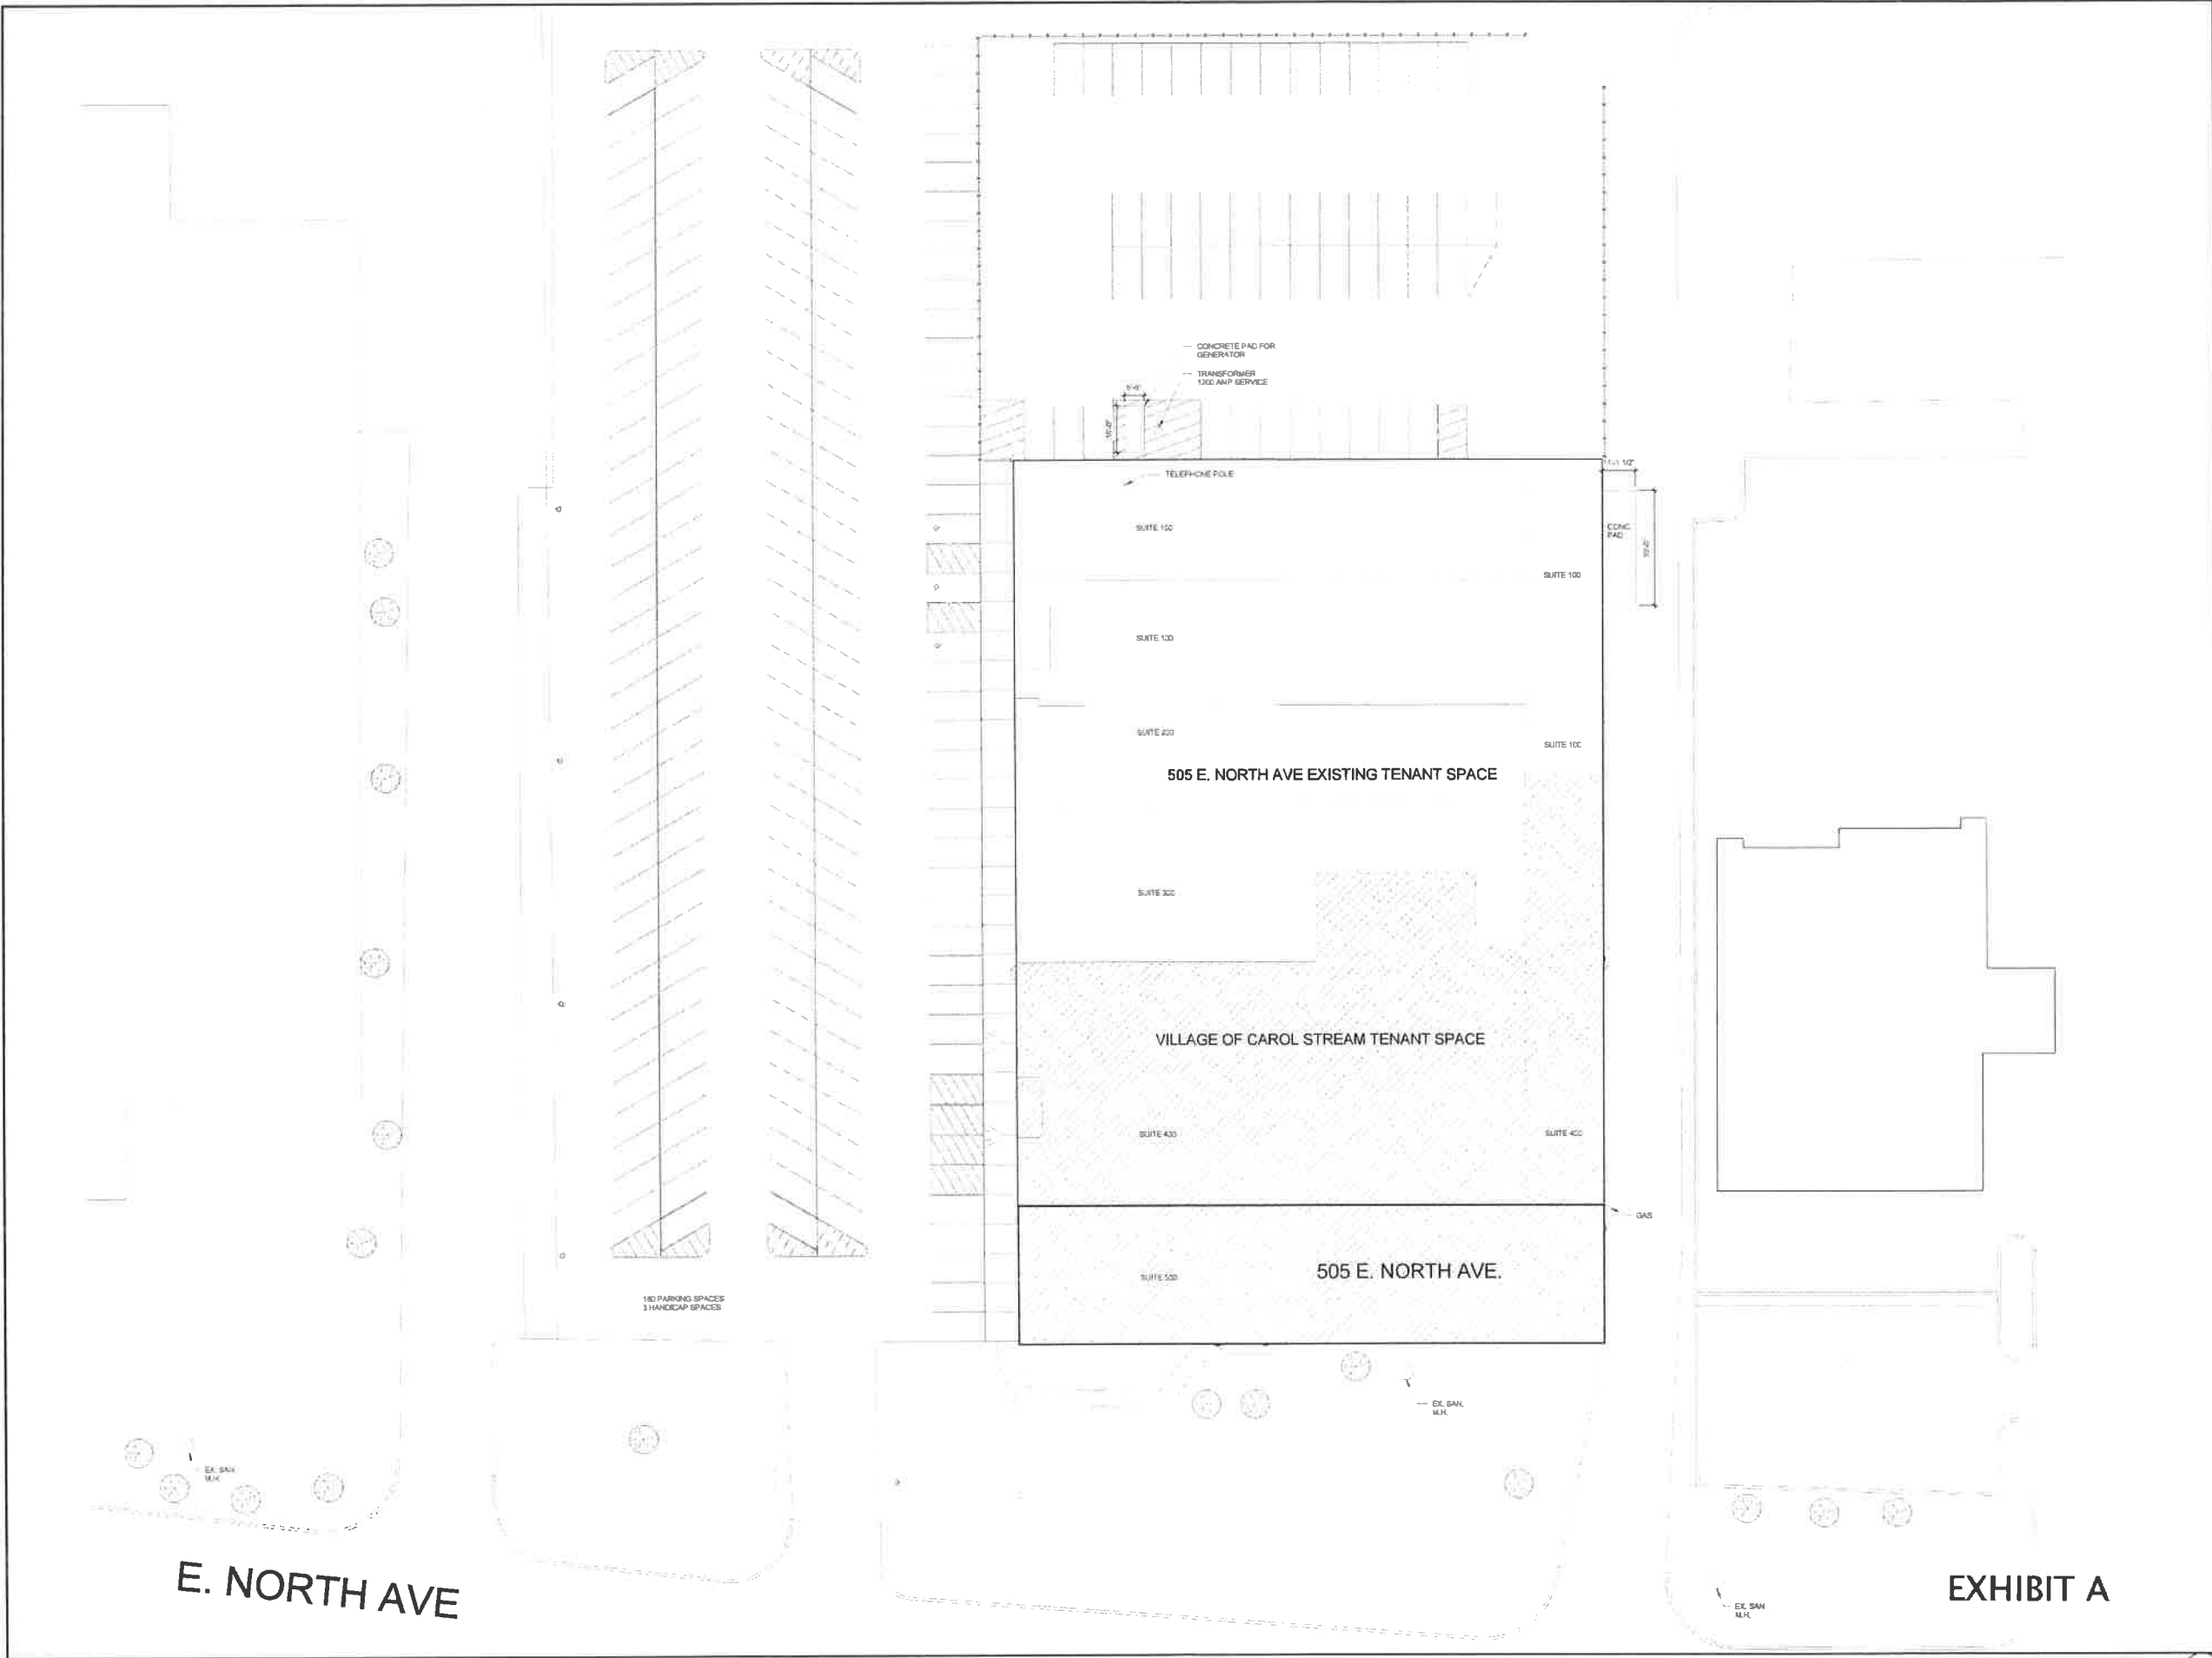 CONCRETE PAD FOR
GENERATOR
TRANSFORMER
1200 AMP SERVICE
TELEPHONE POLE
SUITE 100
CONC.
PAD
SUITE 100
SUITE 200
SUITE 100
505 E. NORTH AVE EXISTING TENANT SPACE
SUITE 300
VILLAGE OF CAROL STREAM TENANT SPACE
SUITE 400
SUITE 400
GAS
505 E. NORTH AVE.
SUITE 500
180 PARKING SPACES
3 HANDICAP SPACES
EX. SAN.
M.H.
EX. SAN.
M.H.
E. NORTH AVE
EXHIBIT A
EX. SAN
M.H.